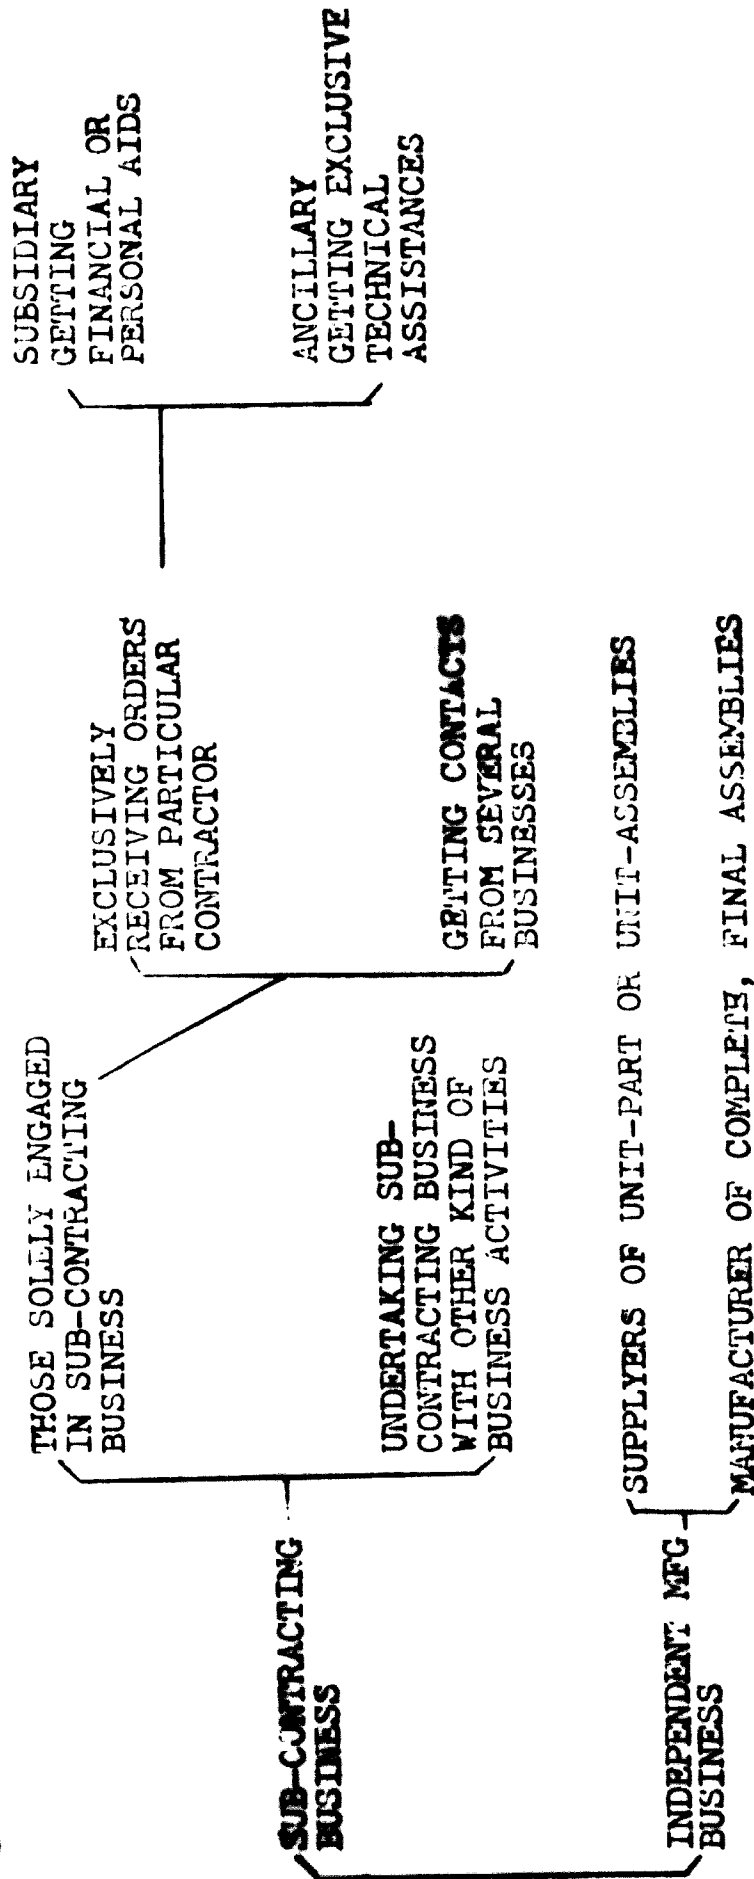 SUB-CONTRACTING
BUSINESS
THOSE SOLELY ENGAGED
IN SUB-CONTRACTING
BUSINESS
EXCLUSIVELY
RECEIVING ORDERS
FROM PARTICULAR
CONTRACTOR
SUBSIDIARY
GETTING
FINANCIAL OR
PERSONAL AIDS
ANCILLARY
GETTING EXCLUSIVE
TECHNICAL
ASSISTANCES
GETTING CONTACTS
FROM SEVERAL
BUSINESSES
UNDERTAKING SUB-
CONTRACTING BUSINESS
WITH OTHER KIND OF
BUSINESS ACTIVITIES
INDEPENDENT MFG
BUSINESS
SUPPLYERS OF UNIT-PART OR UNIT-ASSEMBLIES
MANUFACTURER OF COMPLETE, FINAL ASSEMBLIES